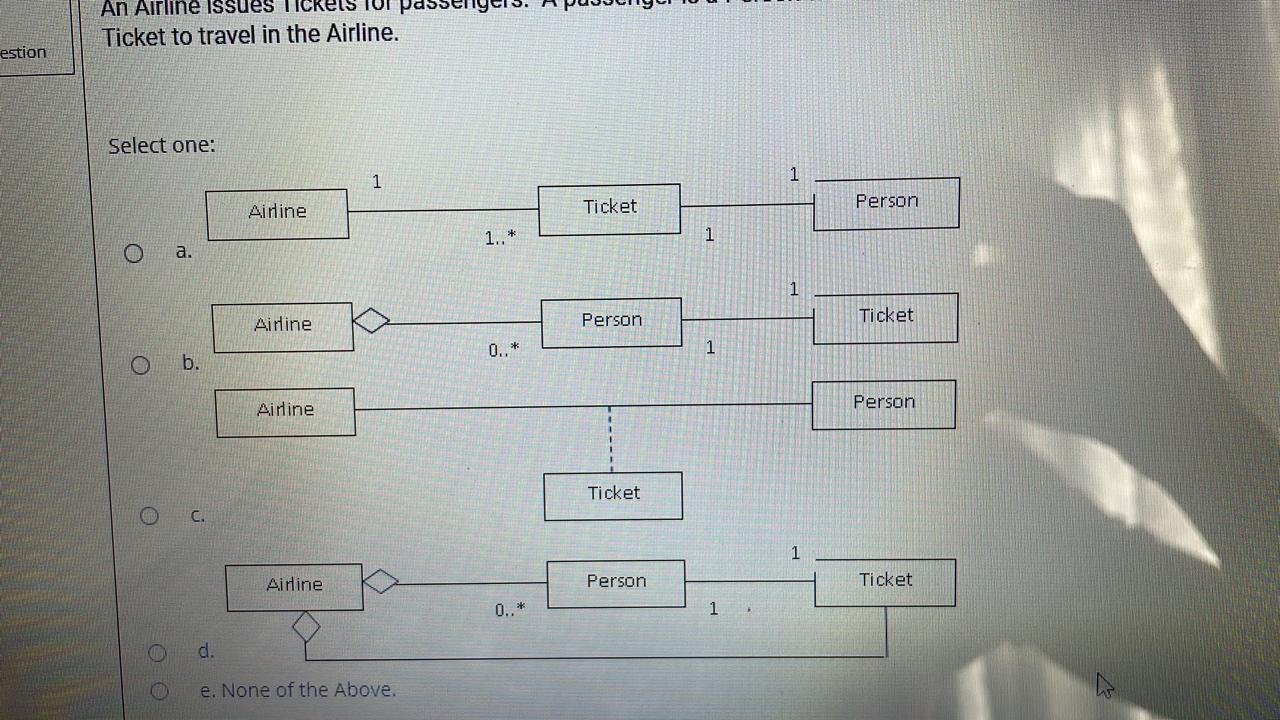 An Airline issues Tickets for passengers. A passenger is a
Ticket to travel in the Airline.
estion
Select one:
1
1
Airline
Ticket
Person
1..*
1
a.
1
Airline
Person
Ticket
0..*
1
b.
Airline
Person
Ticket
c.
1
Airline
Person
Ticket
0..*
1
d.
e. None of the Above.